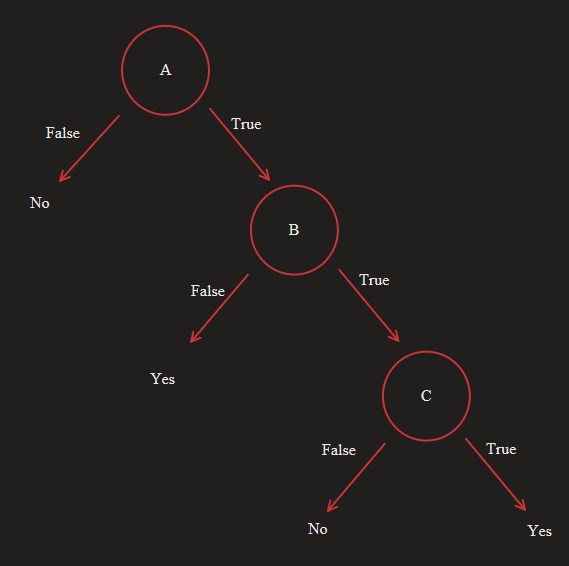 A
False
True
No
B
False
True
Yes
C
False
True
No
Yes